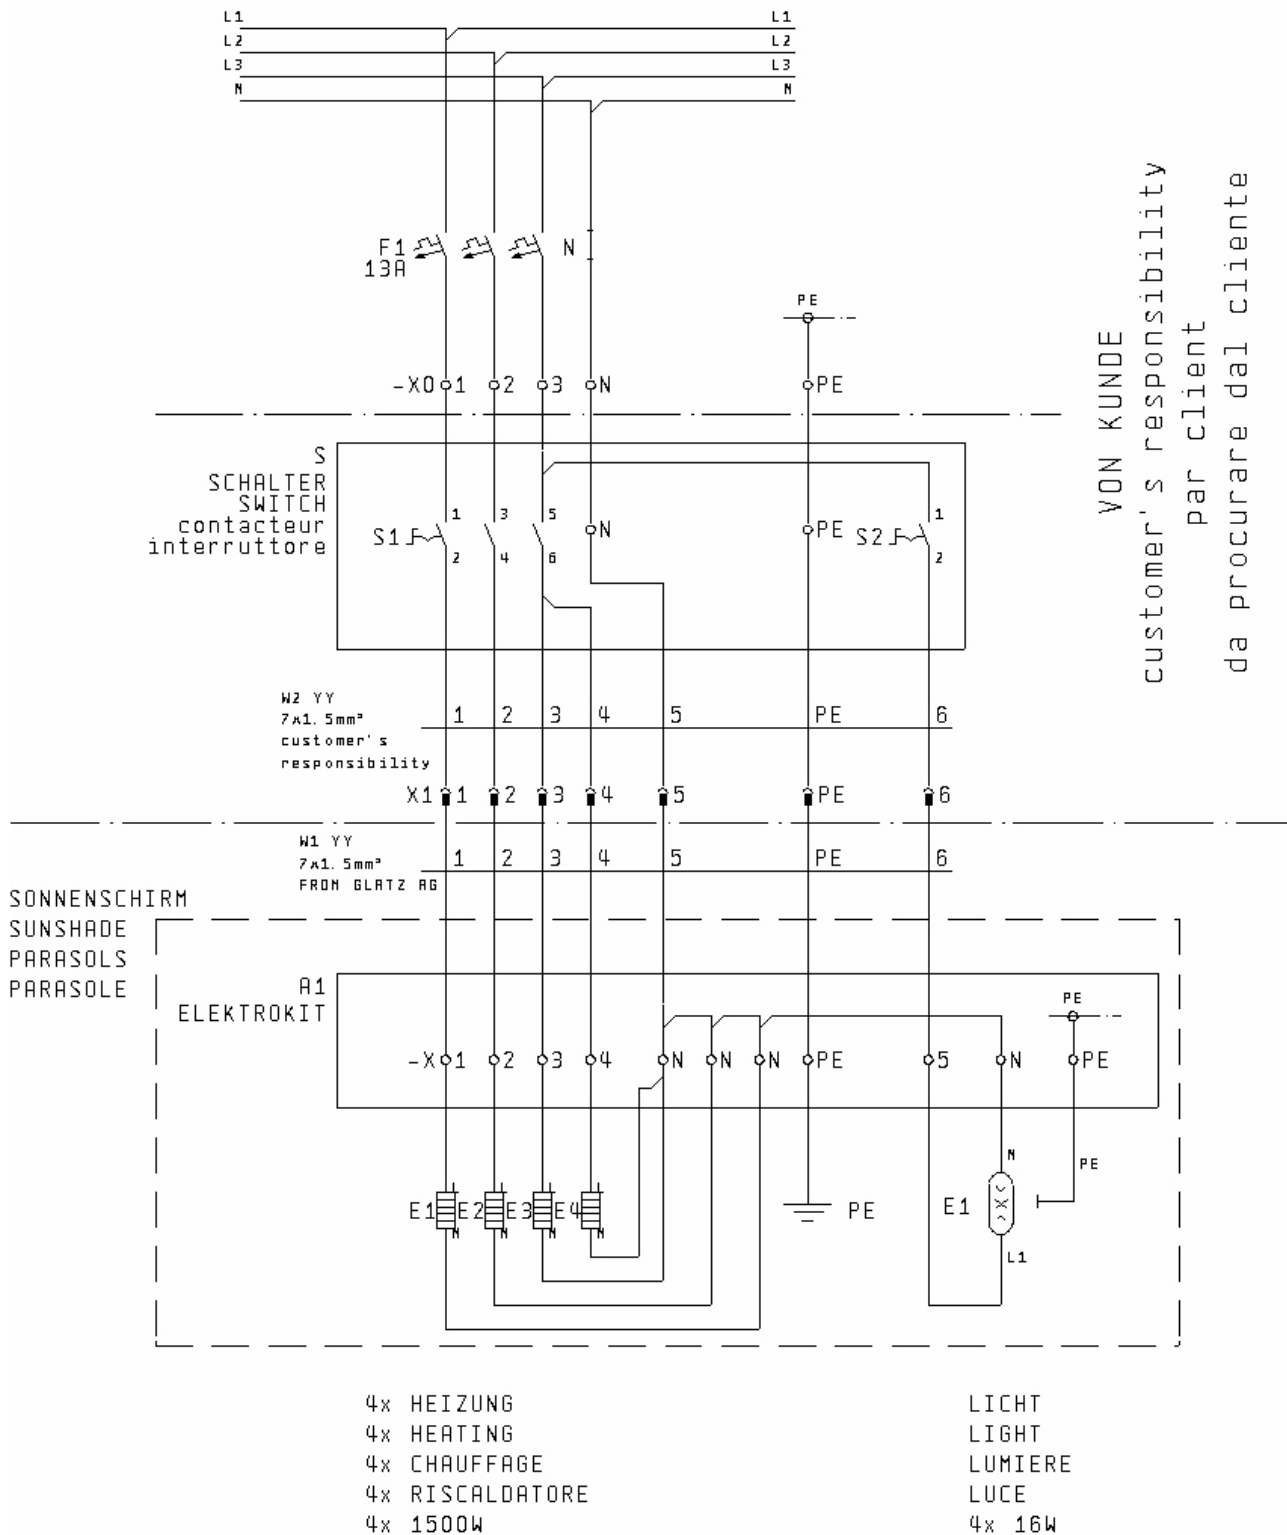 L1 L1
L2 L2
L3 L3
N N
F1 N
13A
PE
-X0 1 2 3 N PE
VON KUNDE
customer's responsibility
par client
da procurare dal cliente
S
SCHALTER
SWITCH
contacteur
interruttore
1 3 5 1
S1 N PE S2
2 4 6 2
W2 YY
7x1.5mm²
customer's
responsibility
1 2 3 4 5 PE 6
X1 1 2 3 4 5 PE 6
W1 YY
7x1.5mm²
FROM GLATZ AG
1 2 3 4 5 PE 6
SONNENSCHIRM
SUNSHADE
PARASOLS
PARASOLE
A1
ELEKTROKIT
PE
-X 1 2 3 4 N N N PE 5 N PE
N PE
E1 E2 E3 E4 PE E1
N N N N
L1
4x HEIZUNG
4x HEATING
4x CHAUFFAGE
4x RISCALDATORE
4x 1500W
LICHT
LIGHT
LUMIERE
LUCE
4x 16W